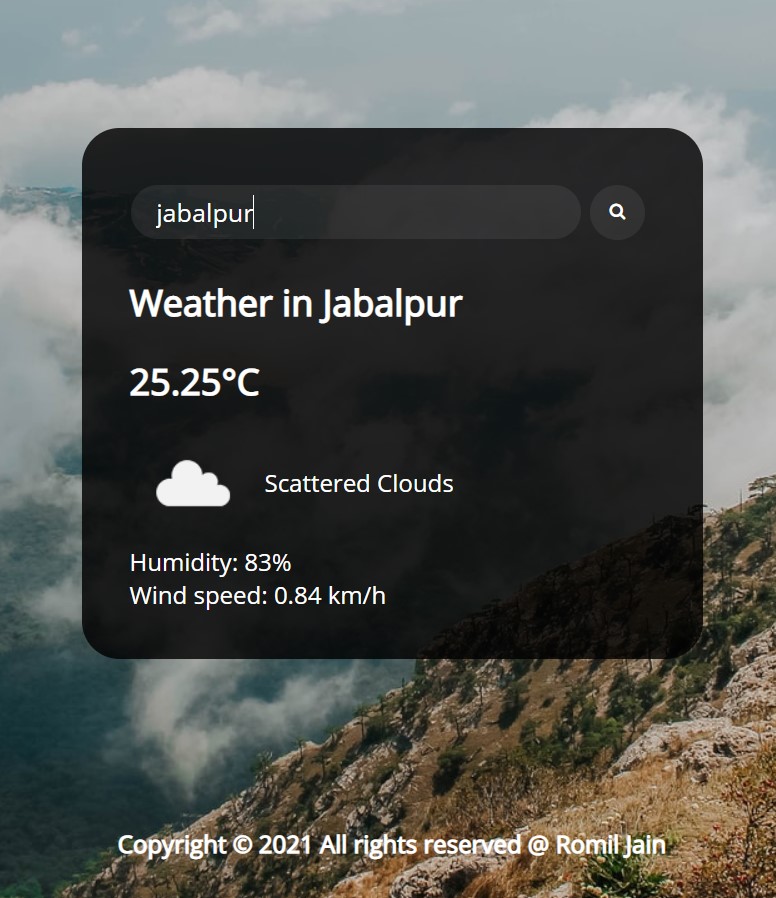 jabalpur
Weather in Jabalpur
25.25°C
Scattered Clouds
Humidity: 83%
Wind speed: 0.84 km/h
Copyright © 2021 All rights reserved @ Romil Jain